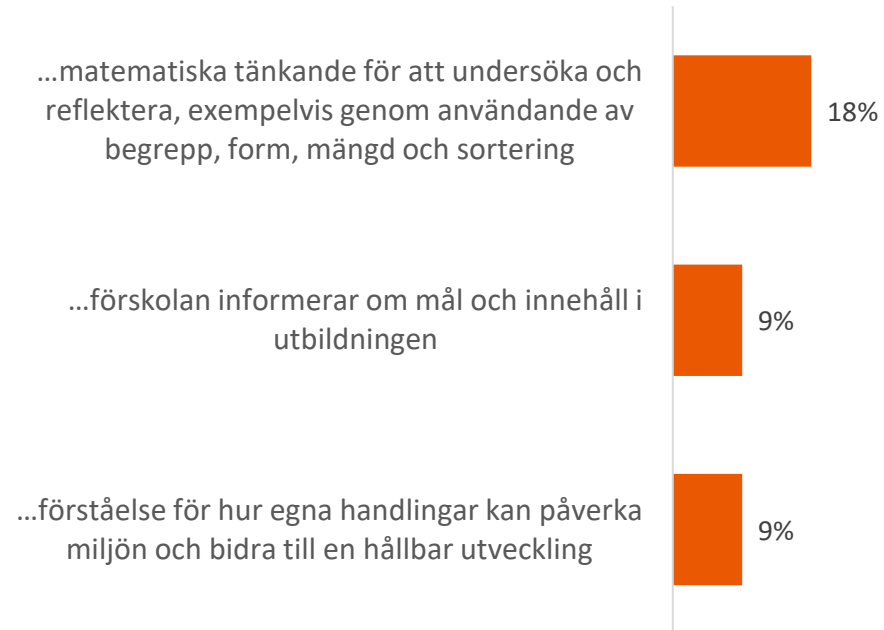 …matematiska tänkande för att undersöka och
reflektera, exempelvis genom användande av
begrepp, form, mängd och sortering
18%
…förskolan informerar om mål och innehåll i
utbildningen
9%
…förståelse för hur egna handlingar kan påverka
miljön och bidra till en hållbar utveckling
9%